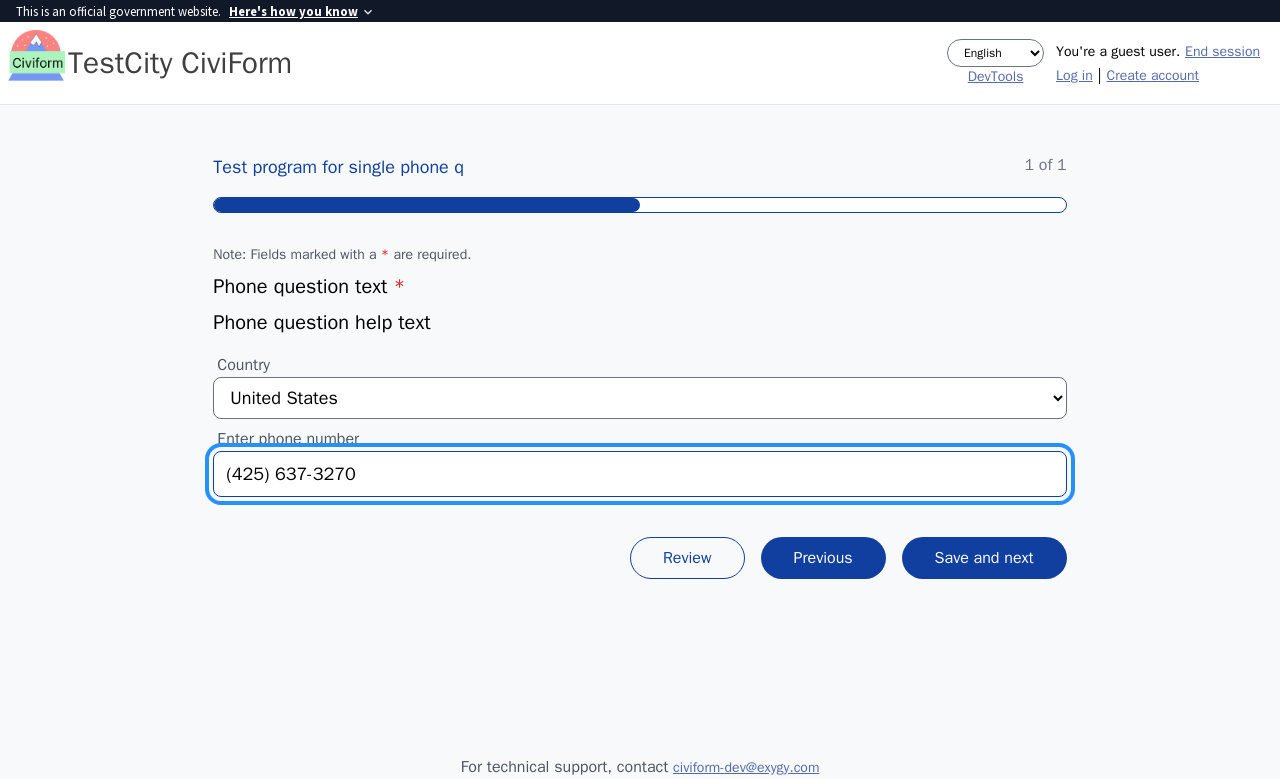 This is an official government website. Here's how you know
Civiform TestCity CiviForm
English
DevTools
You're a guest user. End session
Log in | Create account
Test program for single phone q
1 of 1
Note: Fields marked with a * are required.
Phone question text *
Phone question help text
Country
United States
Enter phone number
(425) 637-3270
Review
Previous
Save and next
For technical support, contact civiform-dev@exygy.com